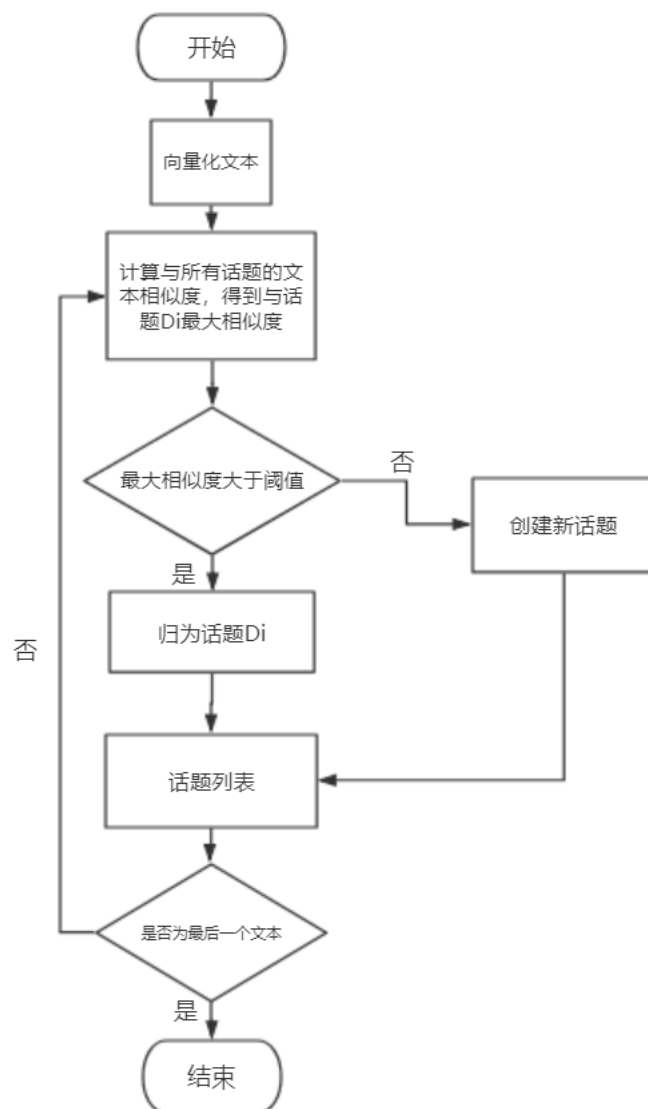 开始
向量化文本
计算与所有话题的文
本相似度，得到与话
题Di最大相似度
最大相似度大于阈值
否
创建新话题
是
归为话题Di
否
话题列表
是否为最后一个文本
是
结束